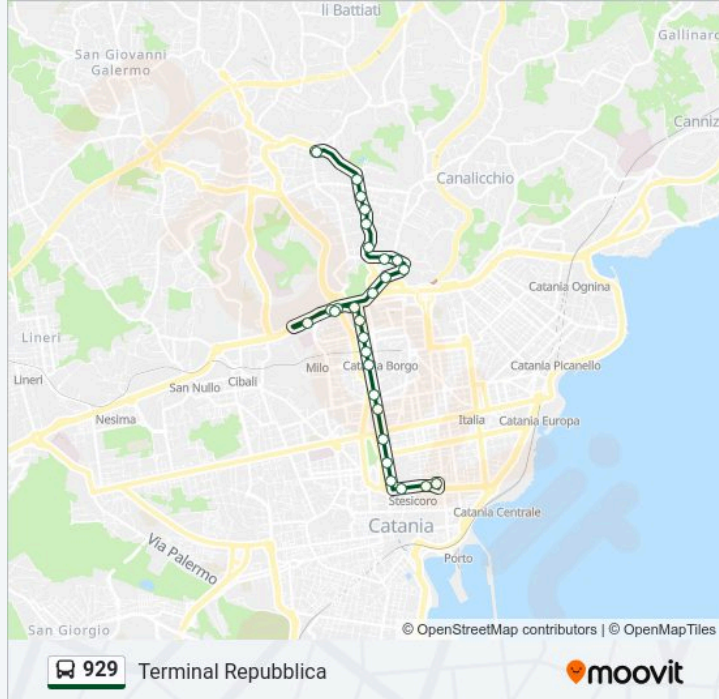 li Battiati
San Giovanni
Galermo
Gallinaro
Canniz
Canalicchio
Catania Ognina
Lineri
Milo
Catania Borgo
Catania Picanello
Lineri
San Nullo
Cibali
Nesima
Italia
Catania Europa
Stesicoro
Catania Centrale
Catania
Via Palermo
Porto
San Giorgio
© OpenStreetMap contributors | © OpenMapTiles
929
Terminal Repubblica
moovit